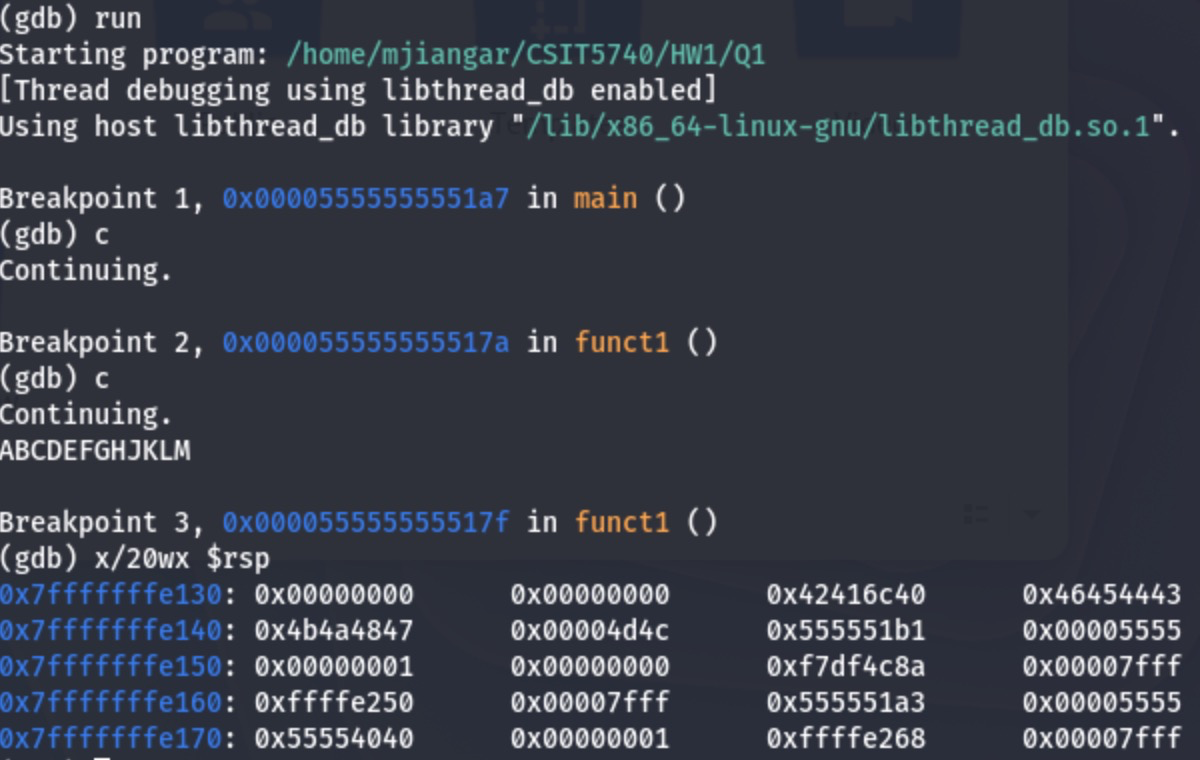 (gdb) run
Starting program: /home/mjiangar/CSIT5740/HW1/Q1
[Thread debugging using libthread_db enabled]
Using host libthread_db library "/lib/x86_64-linux-gnu/libthread_db.so.1".
Breakpoint 1, 0x00005555555551a7 in main ()
(gdb) c
Continuing.
Breakpoint 2, 0x000055555555517a in funct1 ()
(gdb) c
Continuing.
ABCDEFGHJKLM
Breakpoint 3, 0x000055555555517f in funct1 ()
(gdb) x/20wx $rsp
0x7fffffffe130: 0x00000000 0x00000000 0x42416c40 0x46454443
0x7fffffffe140: 0x4b4a4847 0x00004d4c 0x555551b1 0x00005555
0x7fffffffe150: 0x00000001 0x00000000 0xf7df4c8a 0x00007fff
0x7fffffffe160: 0xffffe250 0x00007fff 0x555551a3 0x00005555
0x7fffffffe170: 0x55554040 0x00000001 0xffffe268 0x00007fff